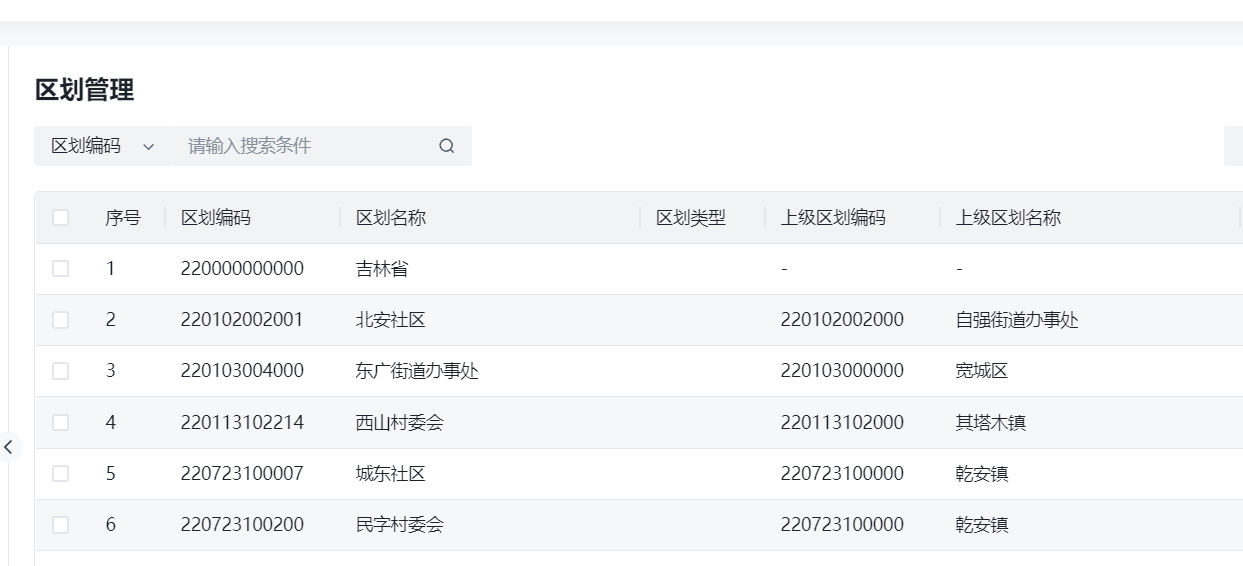 区划管理
区划编码 请输入搜索条件
序号 区划编码 区划名称 区划类型 上级区划编码 上级区划名称
1 220000000000 吉林省 - -
2 220102002001 北安社区 220102002000 自强街道办事处
3 220103004000 东广街道办事处 220103000000 宽城区
4 220113102214 西山村委会 220113102000 其塔木镇
5 220723100007 城东社区 220723100000 乾安镇
6 220723100200 民字村委会 220723100000 乾安镇